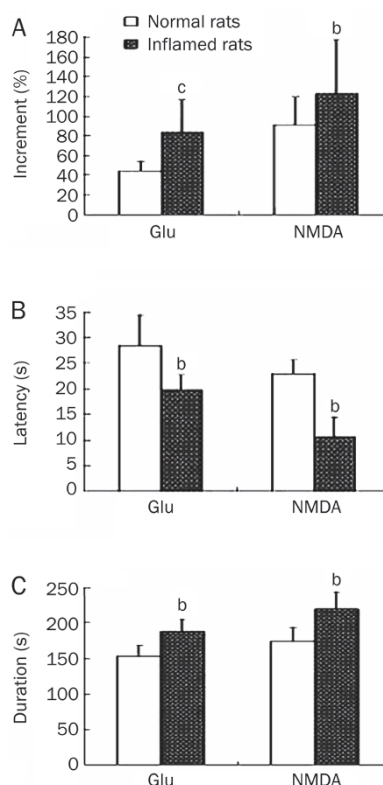 A
Normal rats
Inflamed rats
Increment (%)
180
160
140
120
100
80
60
40
20
0
c
b
Glu
NMDA
B
Latency (s)
35
30
25
20
15
10
5
0
b
b
Glu
NMDA
C
Duration (s)
250
200
150
100
50
0
b
b
Glu
NMDA